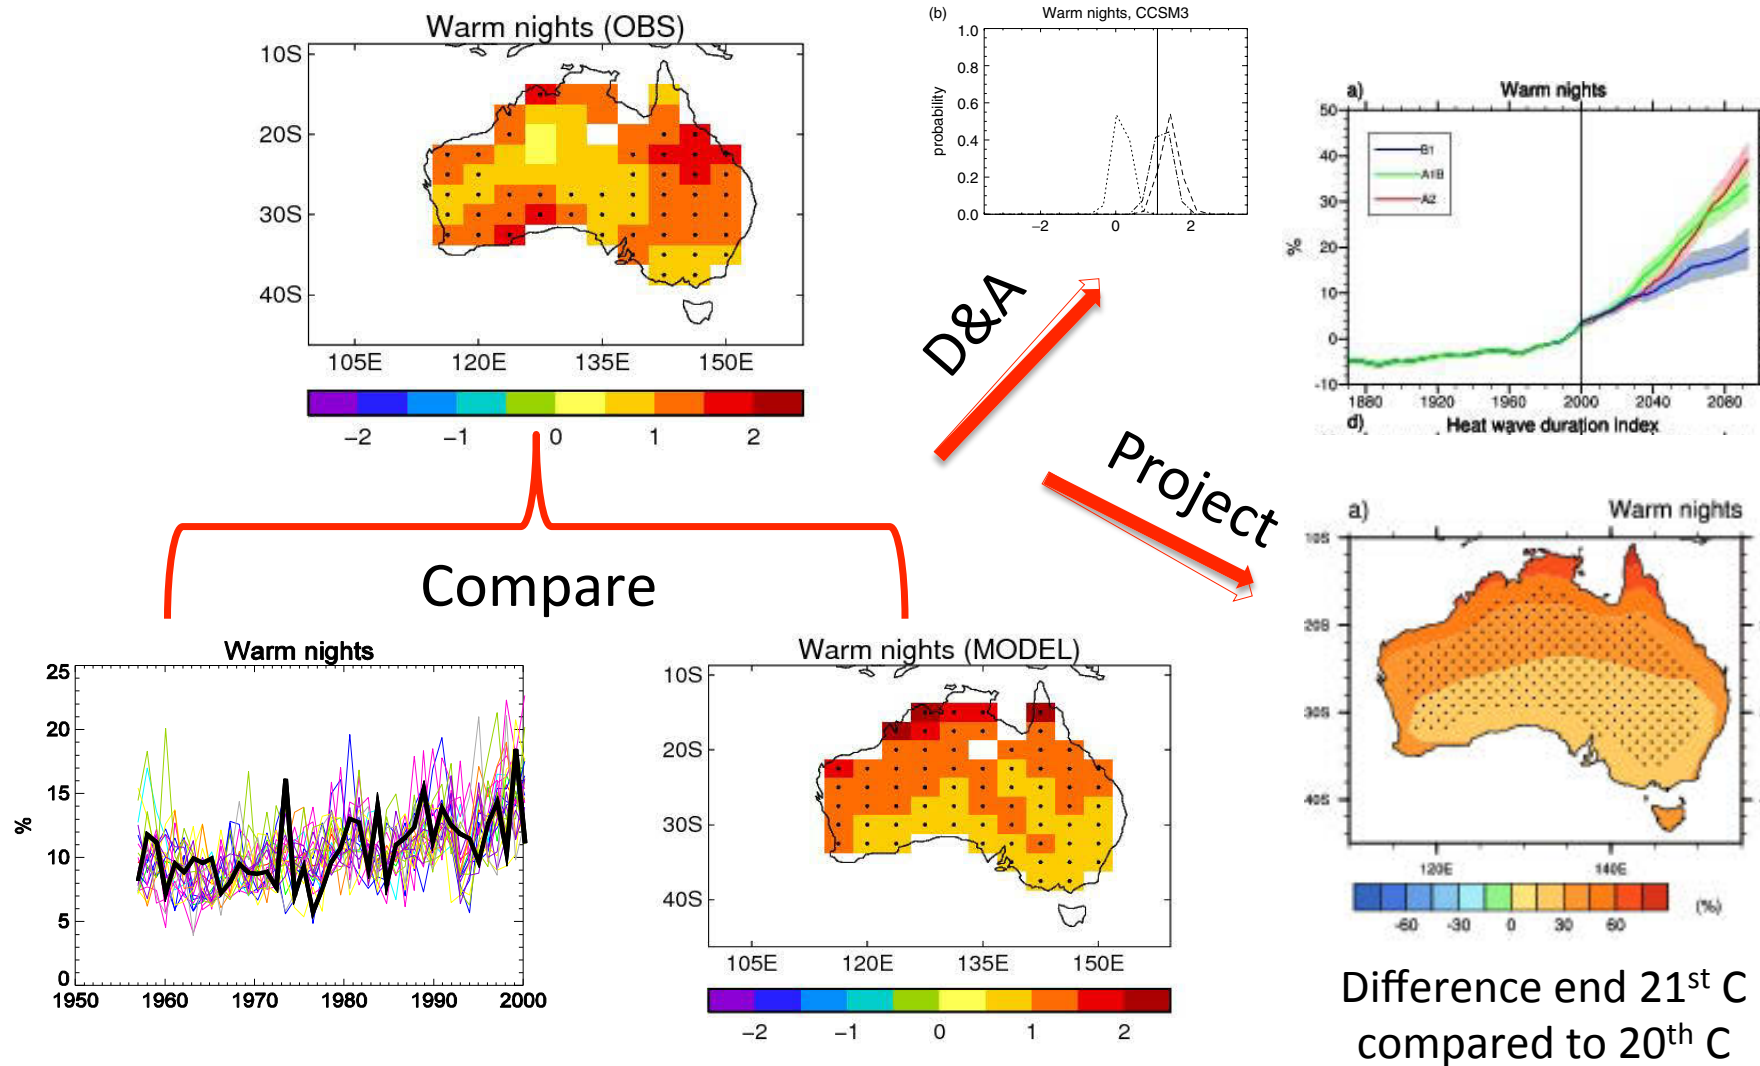 Warm nights (OBS)
10S
20S
30S
40S
105E 120E 135E 150E
−2 −1 0 1 2
(b) Warm nights, CCSM3
1.0
0.8
0.6
0.4
0.2
0.0
probability
−2 0 2
a) Warm nights
50
40
30
20
10
0
-10
%
B1
A1B
A2
1880 1920 1960 2000 2040 2080
d) Heat wave duration index
D&A
Project
Compare
Warm nights
25
20
15
10
5
0
%
1950 1960 1970 1980 1990 2000
Warm nights (MODEL)
10S
20S
30S
40S
105E 120E 135E 150E
−2 −1 0 1 2
a) Warm nights
10S
20S
30S
40S
120E 140E
-60 -30 0 30 60 (%)
Difference end 21st C
compared to 20th C